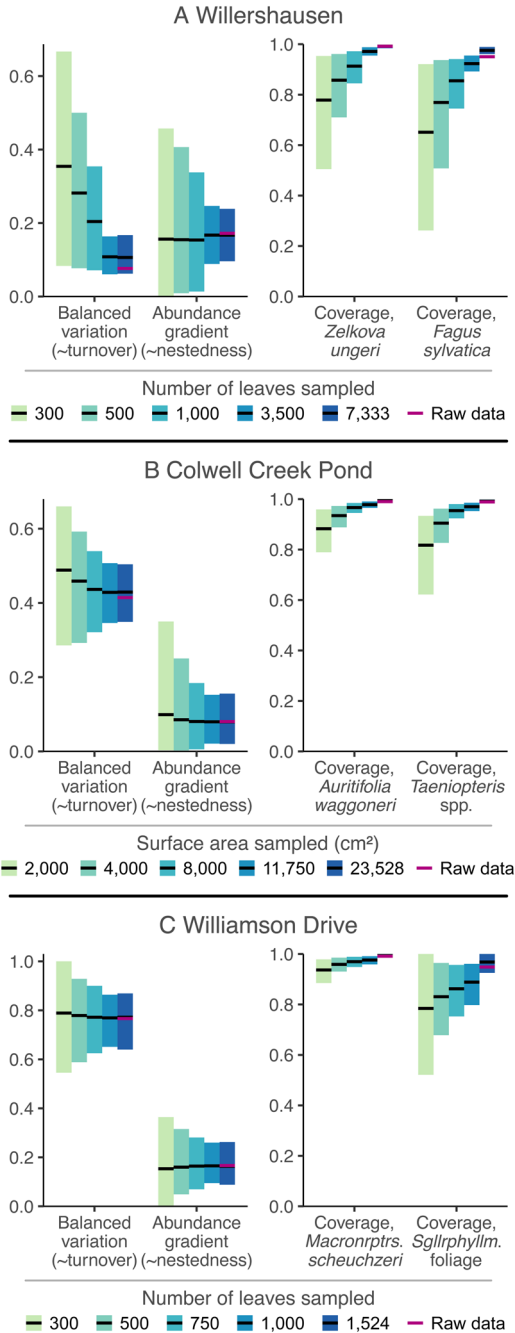 A Willershausen
0.6
0.4
0.2
0.0
1.0
0.8
0.6
0.4
0.2
0.0
Balanced
variation
(~turnover)
Abundance
gradient
(~nestedness)
Coverage,
Zelkova
ungeri
Coverage,
Fagus
sylvatica
Number of leaves sampled
300 500 1,000 3,500 7,333 Raw data
B Colwell Creek Pond
0.6
0.4
0.2
0.0
1.0
0.8
0.6
0.4
0.2
0.0
Balanced
variation
(~turnover)
Abundance
gradient
(~nestedness)
Coverage,
Auritifolia
waggoneri
Coverage,
Taeniopteris
spp.
Surface area sampled (cm²)
2,000 4,000 8,000 11,750 23,528 Raw data
C Williamson Drive
1.0
0.8
0.6
0.4
0.2
0.0
1.0
0.8
0.6
0.4
0.2
0.0
Balanced
variation
(~turnover)
Abundance
gradient
(~nestedness)
Coverage,
Macronrptrs.
scheuchzeri
Coverage,
Sgllrphyllm.
foliage
Number of leaves sampled
300 500 750 1,000 1,524 Raw data